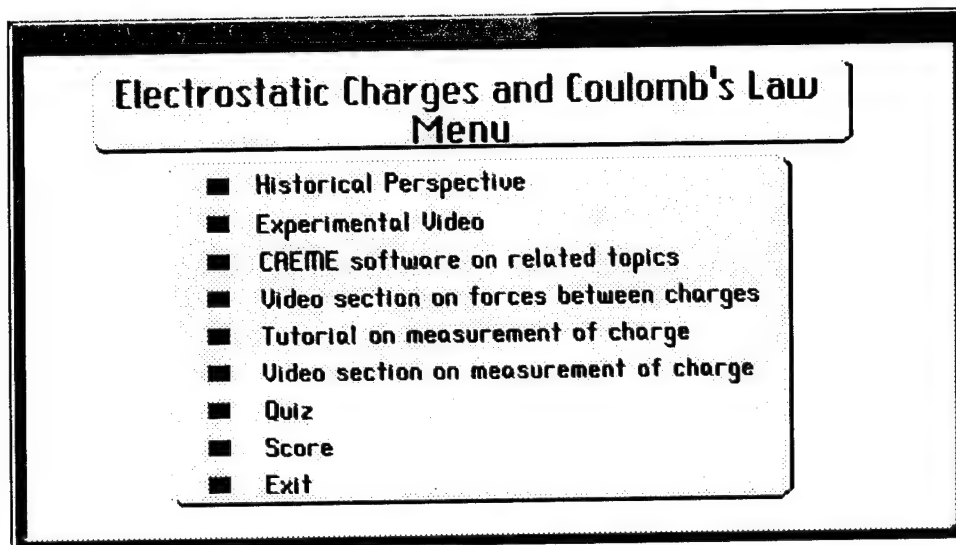 Electrostatic Charges and Coulomb's Law
Menu
Historical Perspective
Experimental Video
CAEME software on related topics
Video section on forces between charges
Tutorial on measurement of charge
Video section on measurement of charge
Quiz
Score
Exit